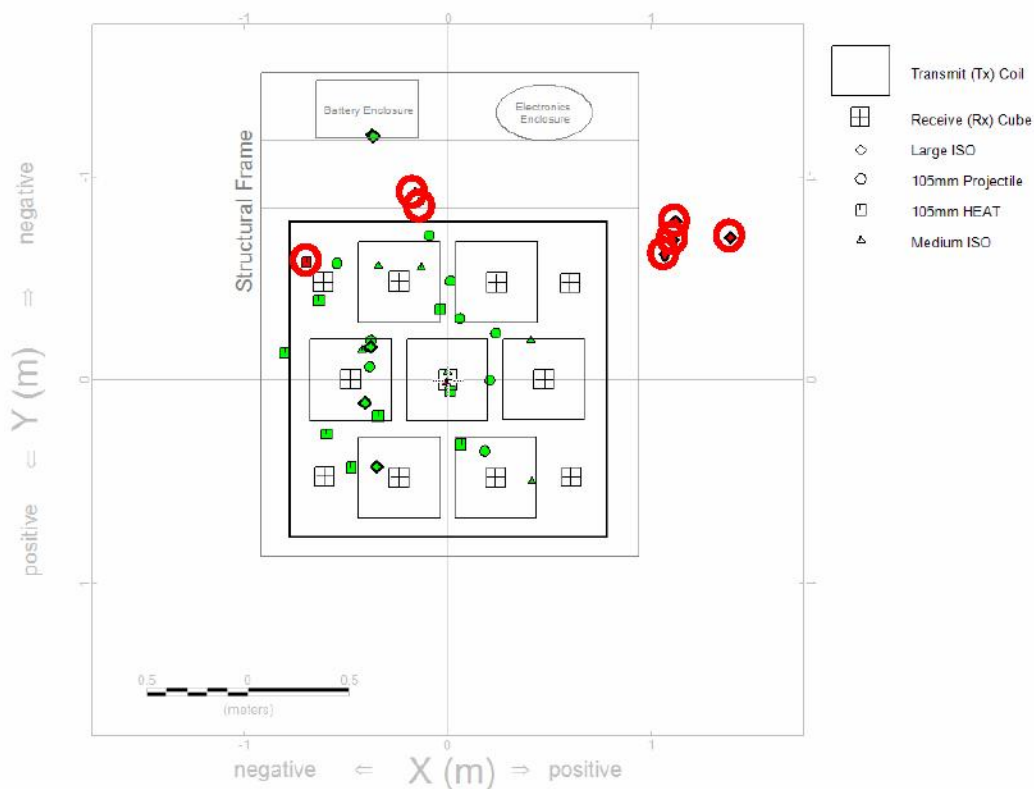 -1 0 1
Transmit (Tx) Coil
Battery Enclosure
Electronics
Enclosure
Receive (Rx) Cube
Large ISO
-1 -1
105mm Projectile
105mm HEAT
Medium ISO
Structural Frame
positive ⇐ Y (m) ⇒ negative
0 0
1 1
0.5 0 0.5
(meters)
-1 0 1
negative ⇐ X (m) ⇒ positive